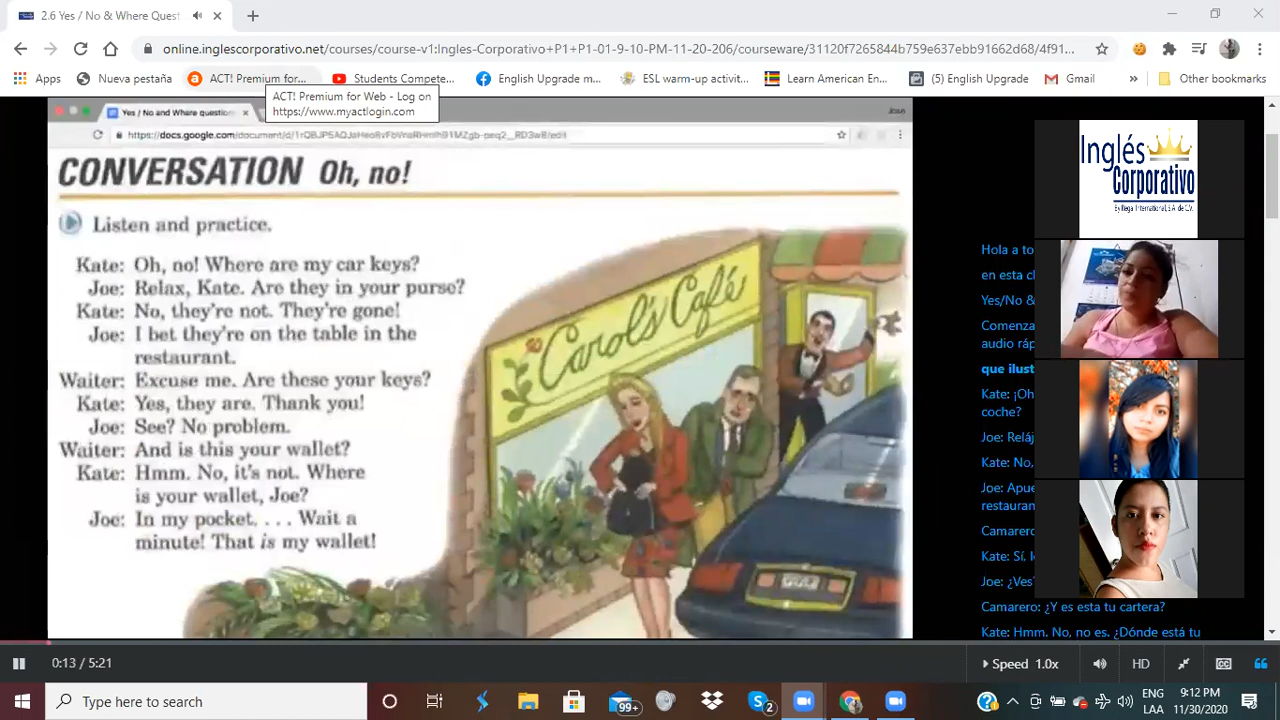 2.6 Yes / No & Where Quest
online.inglescorporativo.net/courses/course-v1:Ingles-Corporativo+P1+P1-01-9-10-PM-11-20-206/courseware/31120f7265844b759e637ebb91662d68/4f91...
Apps
Nueva pestaña
ACT! Premium for...
Students Compete...
English Upgrade m...
ESL warm-up activit...
Learn American En...
(5) English Upgrade
Gmail
»
Other bookmarks
ACT! Premium for Web - Log on
https://www.myactlogin.com
Yes / No and Where question
CONVERSATION Oh, no!
Listen and practice.
Kate: Oh, no! Where are my car keys?
Joe: Relax, Kate. Are they in your purse?
Kate: No, they're not. They're gone!
Joe: I bet they're on the table in the
restaurant.
Waiter: Excuse me. Are these your keys?
Kate: Yes, they are. Thank you!
Joe: See? No problem.
Waiter: And is this your wallet?
Kate: Hmm. No, it's not. Where
is your wallet, Joe?
Joe: In my pocket. . . . Wait a
minute! That is my wallet!
Carol's Café
Inglés
Corporativo
Hola a to
en esta cl
Yes/No &
Comenza
audio ráp
que ilust
Kate: ¡Oh
coche?
Joe: Reláj
Kate: No,
Joe: Apue
restauran
Camarero:
Kate: Sí, l
Joe: ¿Ves?
Camarero: ¿Y es esta tu cartera?
Kate: Hmm. No, no es. ¿Dónde está tu
0:13 / 5:21
Speed 1.0x
HD
Type here to search
99+
2
ENG
LAA
9:12 PM
11/30/2020